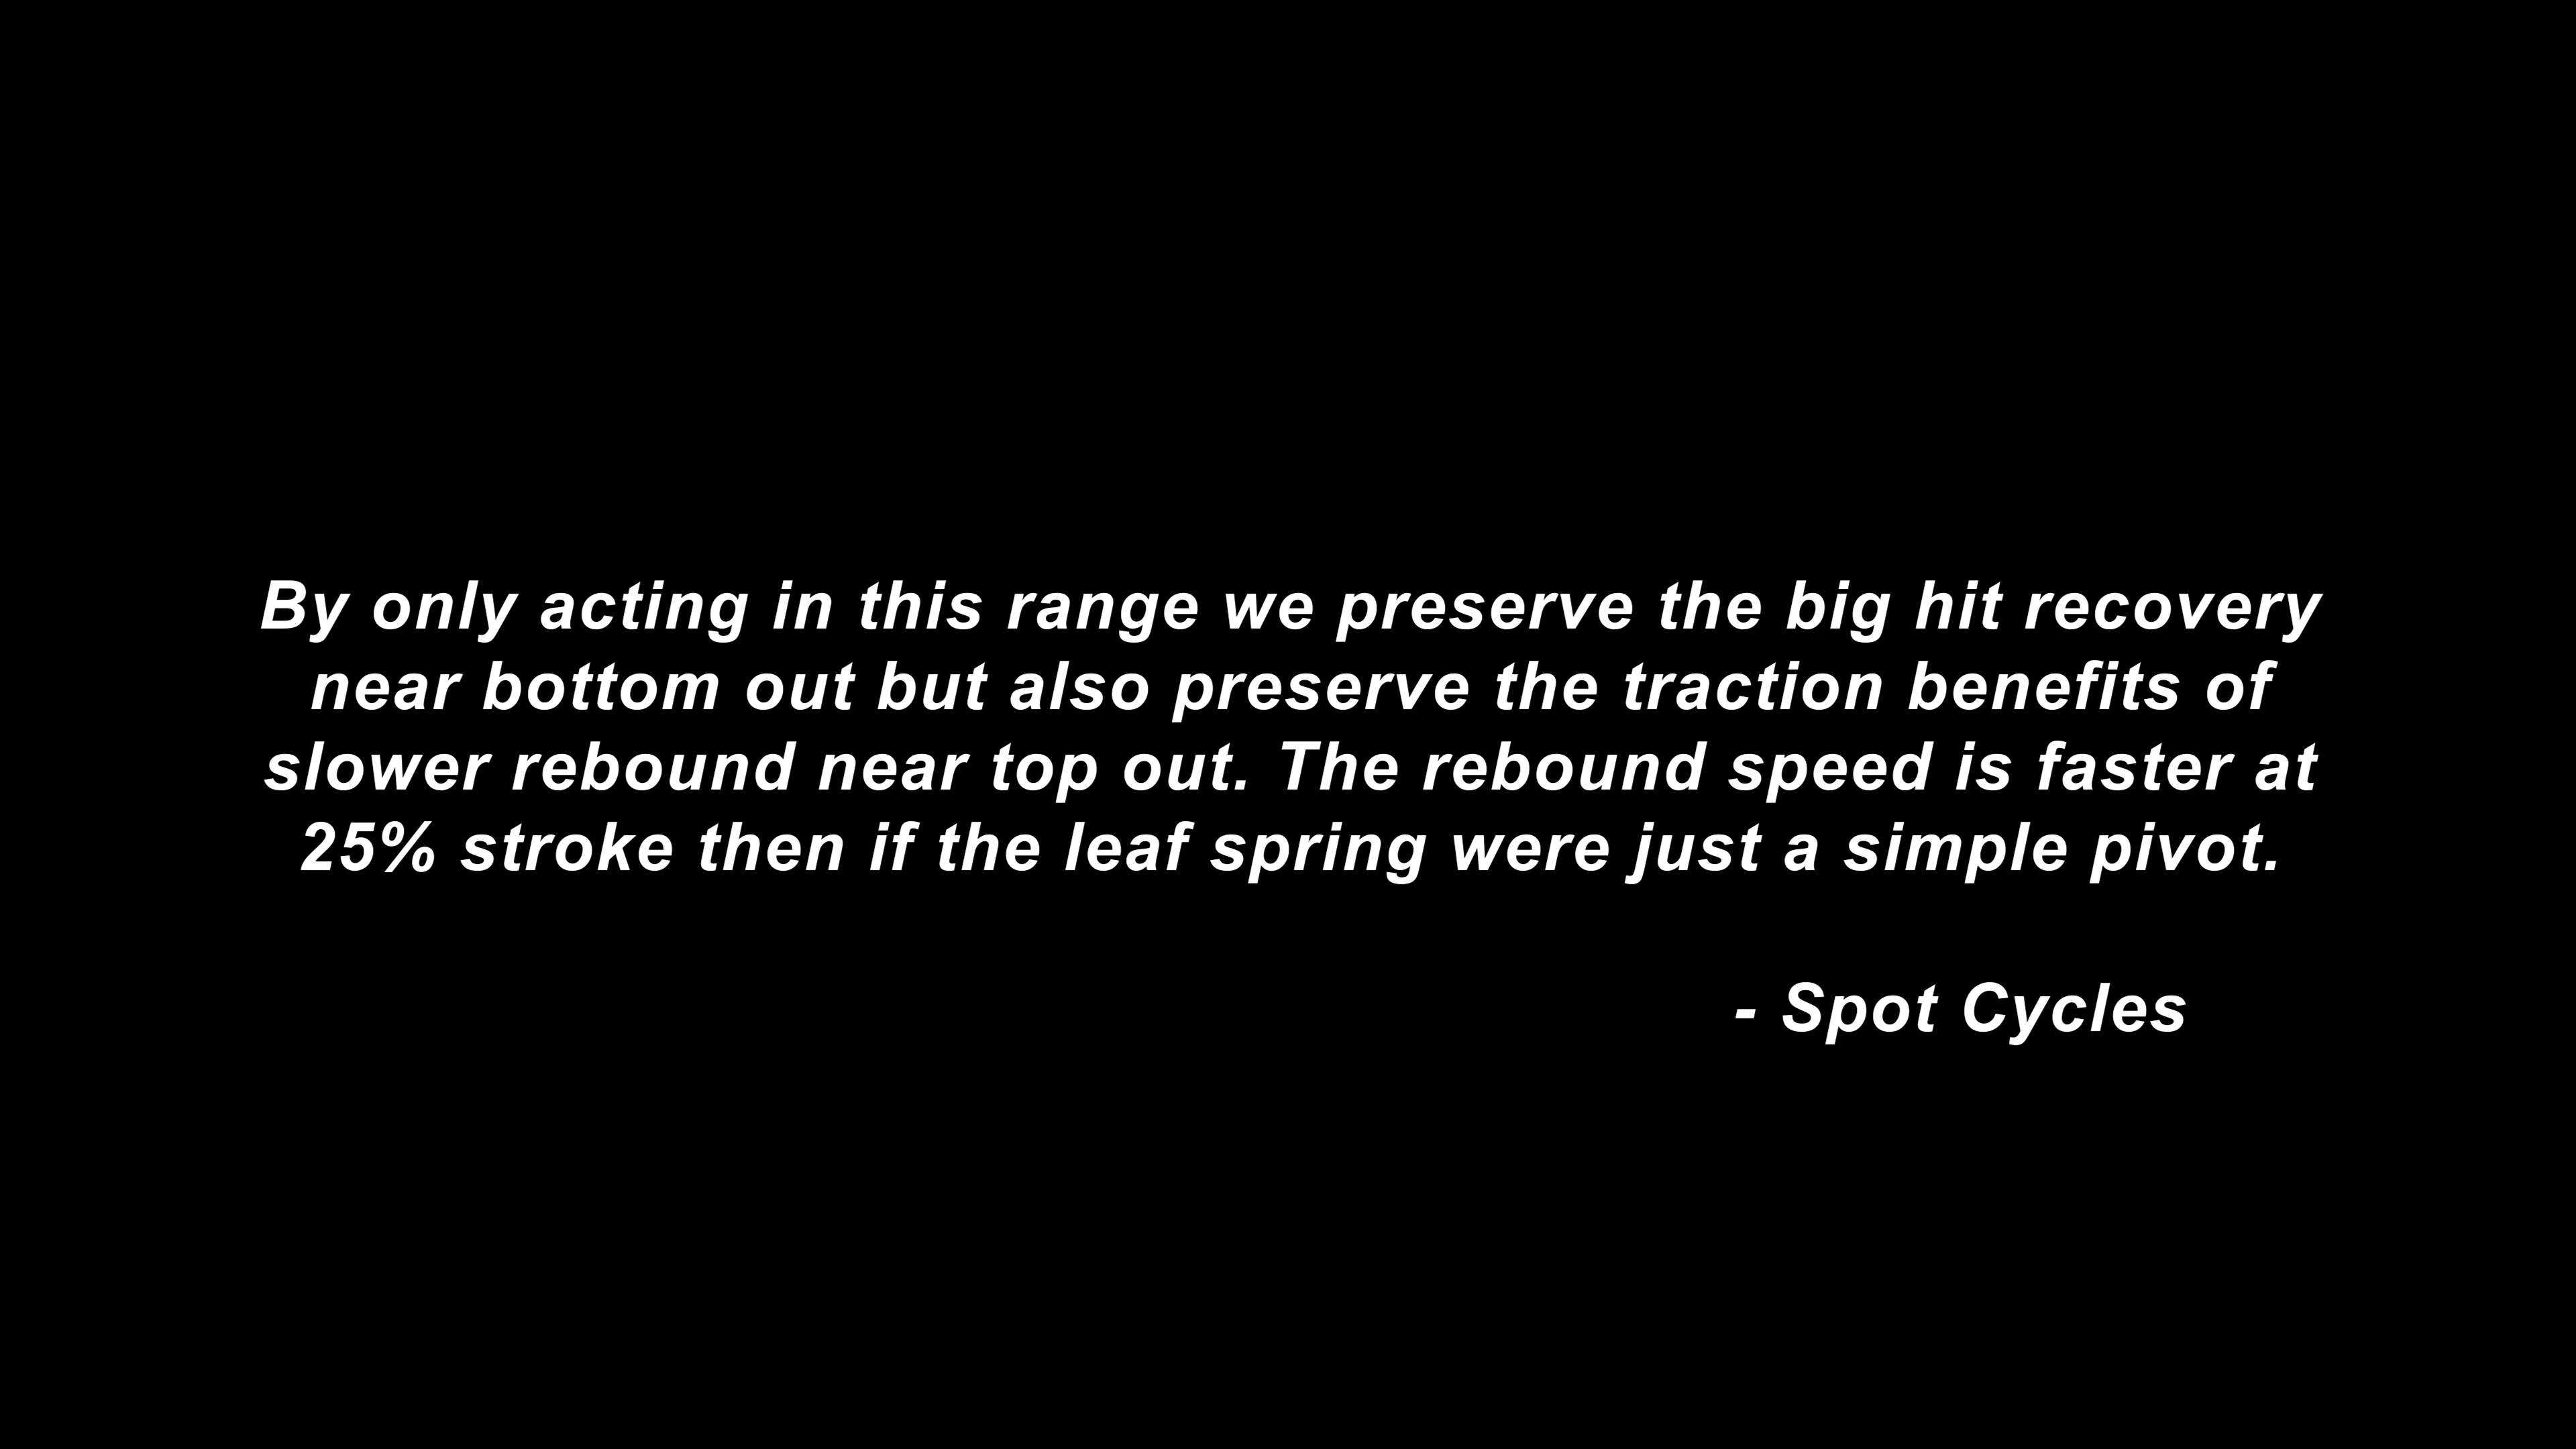 By only acting in this range we preserve the big hit recovery
near bottom out but also preserve the traction benefits of
slower rebound near top out. The rebound speed is faster at
25% stroke then if the leaf spring were just a simple pivot.
- Spot Cycles